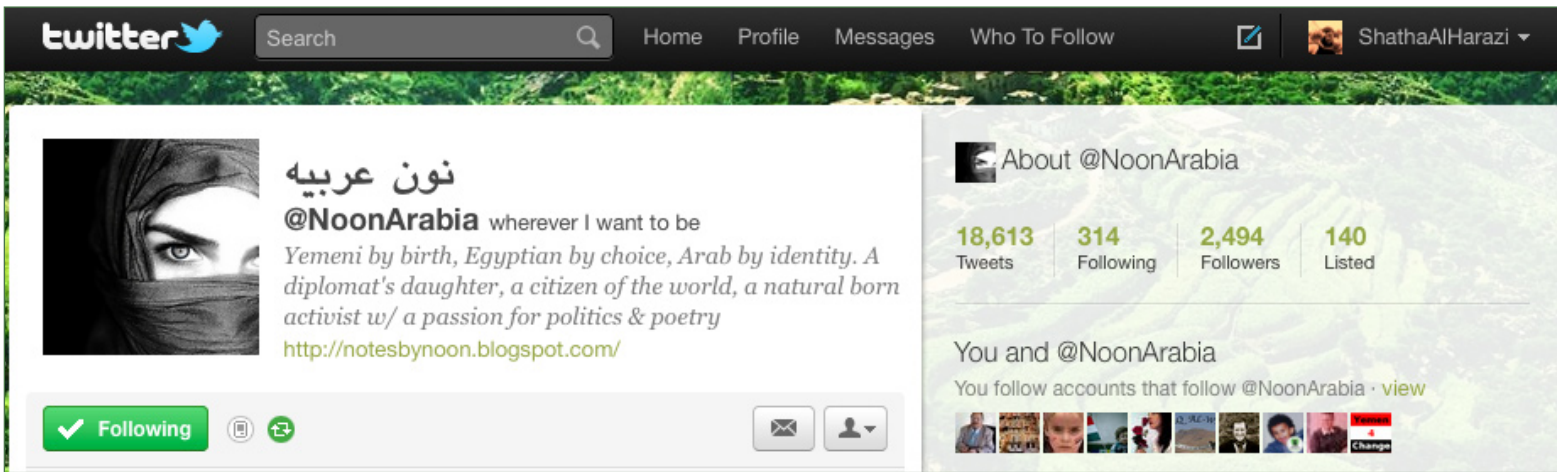 twitter
Search
Home Profile Messages Who To Follow
ShathaAlHarazi
نون عربيه
@NoonArabia wherever I want to be
Yemeni by birth, Egyptian by choice, Arab by identity. A
diplomat's daughter, a citizen of the world, a natural born
activist w/ a passion for politics & poetry
http://notesbynoon.blogspot.com/
Following
About @NoonArabia
18,613 314 2,494 140
Tweets Following Followers Listed
You and @NoonArabia
You follow accounts that follow @NoonArabia · view
Yemen
4
Change